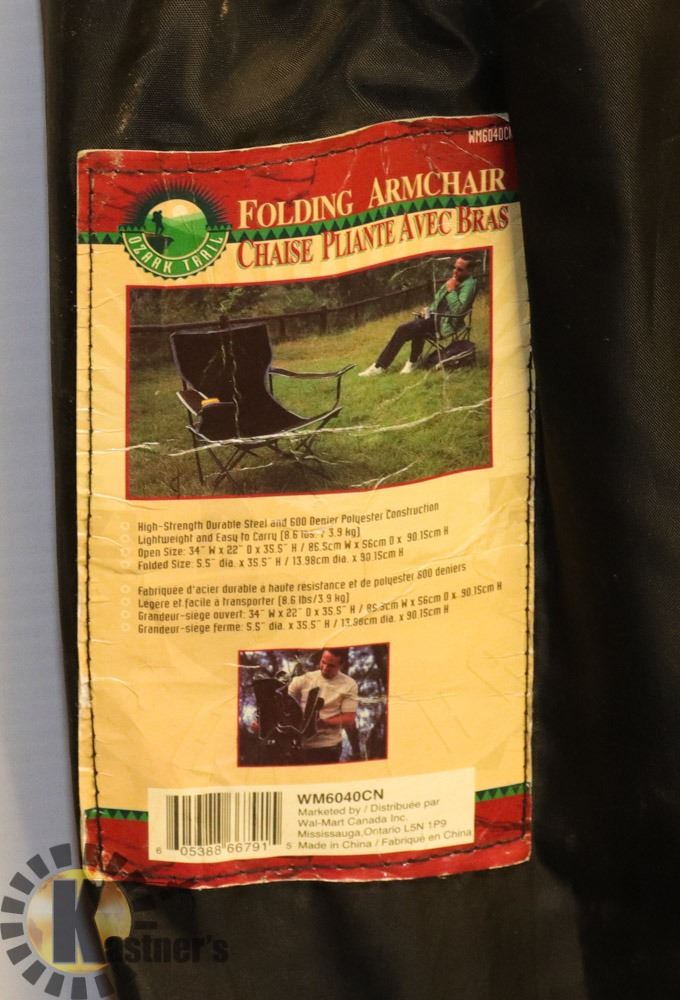 WM6040CN
FOLDING ARMCHAIR
CHAISE PLIANTE AVEC BRAS
OZARK TRAIL
High-Strength Durable Steel and 600 Denier Polyester Construction
Lightweight and Easy to Carry (8.6 lbs. / 3.9 kg)
Open Size: 34" W x 22" D x 35.5" H / 86.5cm W x 56cm D x 90.15cm H
Folded Size: 5.5" dia. x 35.5" H / 13.98cm dia. x 90.15cm H
Fabriquée d'acier durable a haute résistance et de polyester 600 deniers
Légere et facile à transporter (8.6 lbs/3.9 kg)
Grandeur-siège ouvert: 34" W x 22" D x 35.5" H / 86.5cm W x 56cm D x 90.15cm H
Grandeur-siège fermé: 5.5" dia. x 35.5" H / 13.98cm dia. x 90.15cm H
WM6040CN
Marketed by / Distribuée par
Wal-Mart Canada Inc.
Mississauga,Ontario L5N 1P9
Made in China / Fabriqué en China
6 05388 66791 5
Kastner's